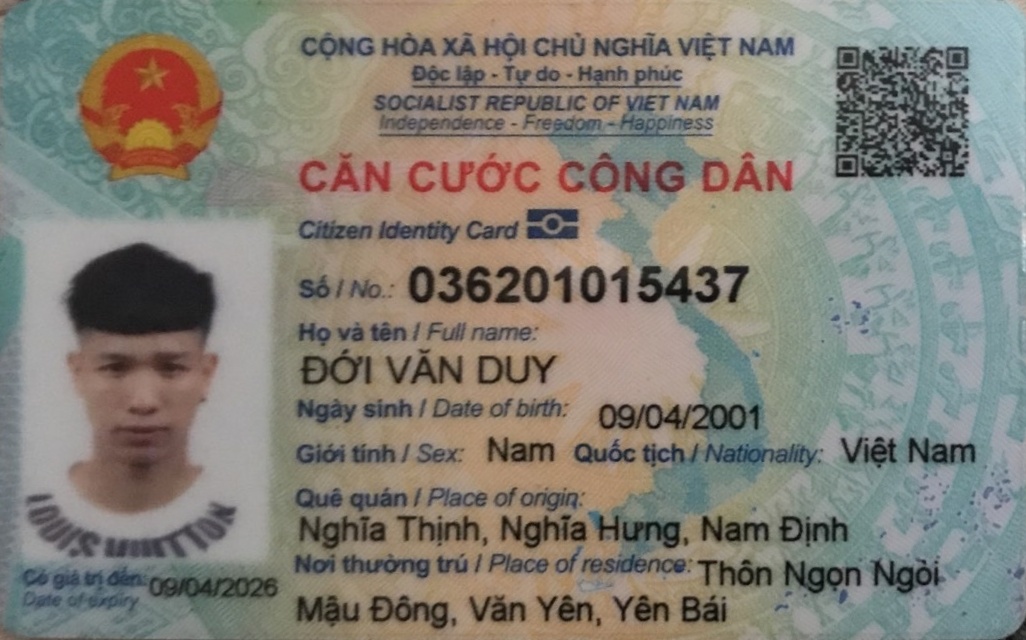 CỘNG HÒA XÃ HỘI CHỦ NGHĨA VIỆT NAM
Độc lập - Tự do - Hạnh phúc
SOCIALIST REPUBLIC OF VIET NAM
Independence - Freedom - Happiness
CĂN CƯỚC CÔNG DÂN
Citizen Identity Card
Số / No.: 036201015437
Họ và tên / Full name:
ĐỚI VĂN DUY
Ngày sinh / Date of birth: 09/04/2001
Giới tính / Sex: Nam Quốc tịch / Nationality: Việt Nam
Quê quán / Place of origin:
Nghĩa Thịnh, Nghĩa Hưng, Nam Định
Nơi thường trú / Place of residence: Thôn Ngọn Ngòi
Mậu Đông, Văn Yên, Yên Bái
Có giá trị đến: 09/04/2026
Date of expiry
LOUIS VUITTON